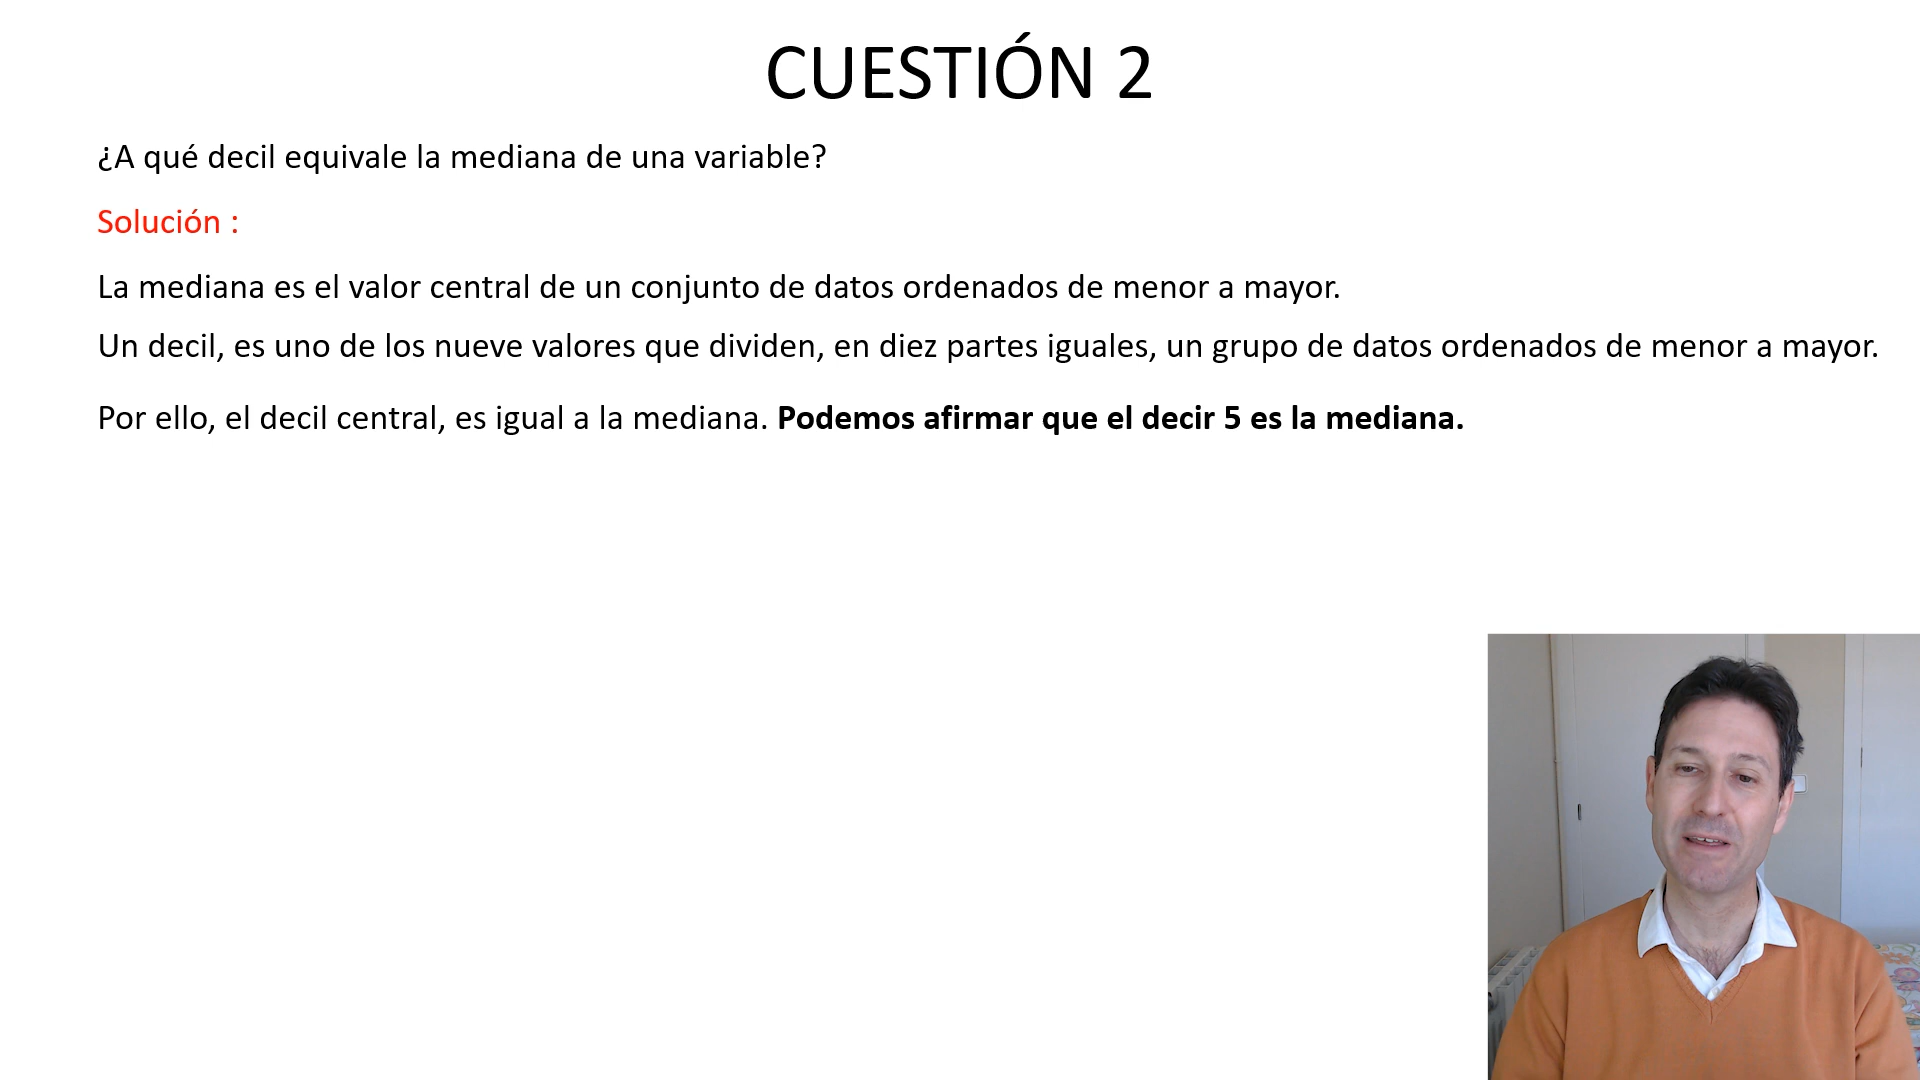 CUESTIÓN 2
¿A qué decil equivale la mediana de una variable?
Solución :
La mediana es el valor central de un conjunto de datos ordenados de menor a mayor.
Un decil, es uno de los nueve valores que dividen, en diez partes iguales, un grupo de datos ordenados de menor a mayor.
Por ello, el decil central, es igual a la mediana. Podemos afirmar que el decir 5 es la mediana.